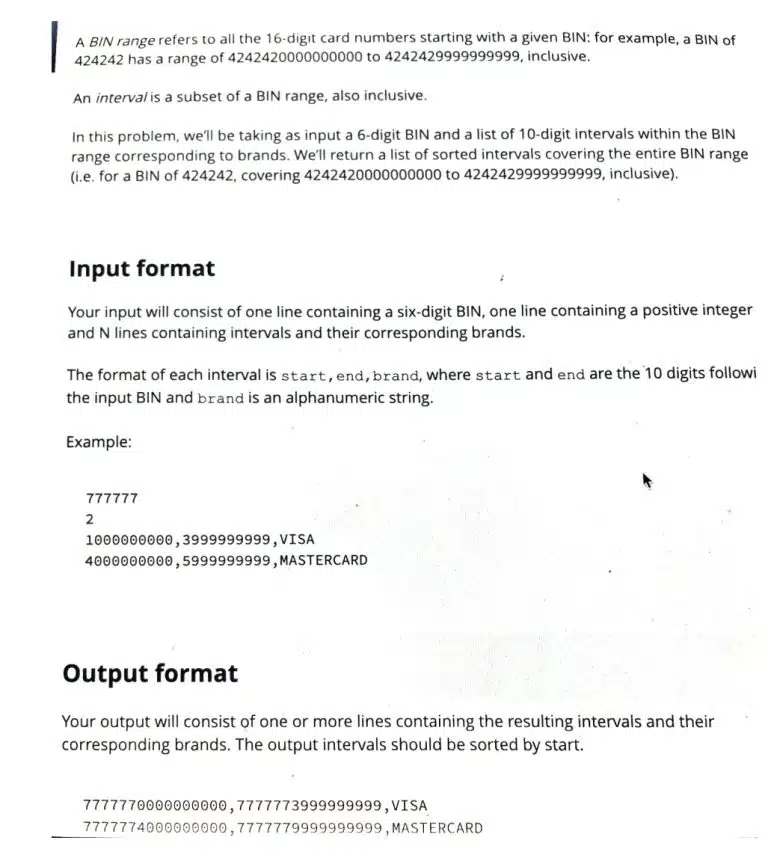 A BIN range refers to all the 16-digit card numbers starting with a given BIN: for example, a BIN of
424242 has a range of 4242420000000000 to 4242429999999999, inclusive.
An interval is a subset of a BIN range, also inclusive.
In this problem, we'll be taking as input a 6-digit BIN and a list of 10-digit intervals within the BIN
range corresponding to brands. We'll return a list of sorted intervals covering the entire BIN range
(i.e. for a BIN of 424242, covering 4242420000000000 to 4242429999999999, inclusive).
Input format
Your input will consist of one line containing a six-digit BIN, one line containing a positive integer
and N lines containing intervals and their corresponding brands.
The format of each interval is start,end,brand, where start and end are the 10 digits followi
the input BIN and brand is an alphanumeric string.
Example:
777777
2
1000000000,3999999999,VISA
4000000000,5999999999,MASTERCARD
Output format
Your output will consist of one or more lines containing the resulting intervals and their
corresponding brands. The output intervals should be sorted by start.
7777770000000000,7777773999999999,VISA
7777774000000000,7777779999999999,MASTERCARD